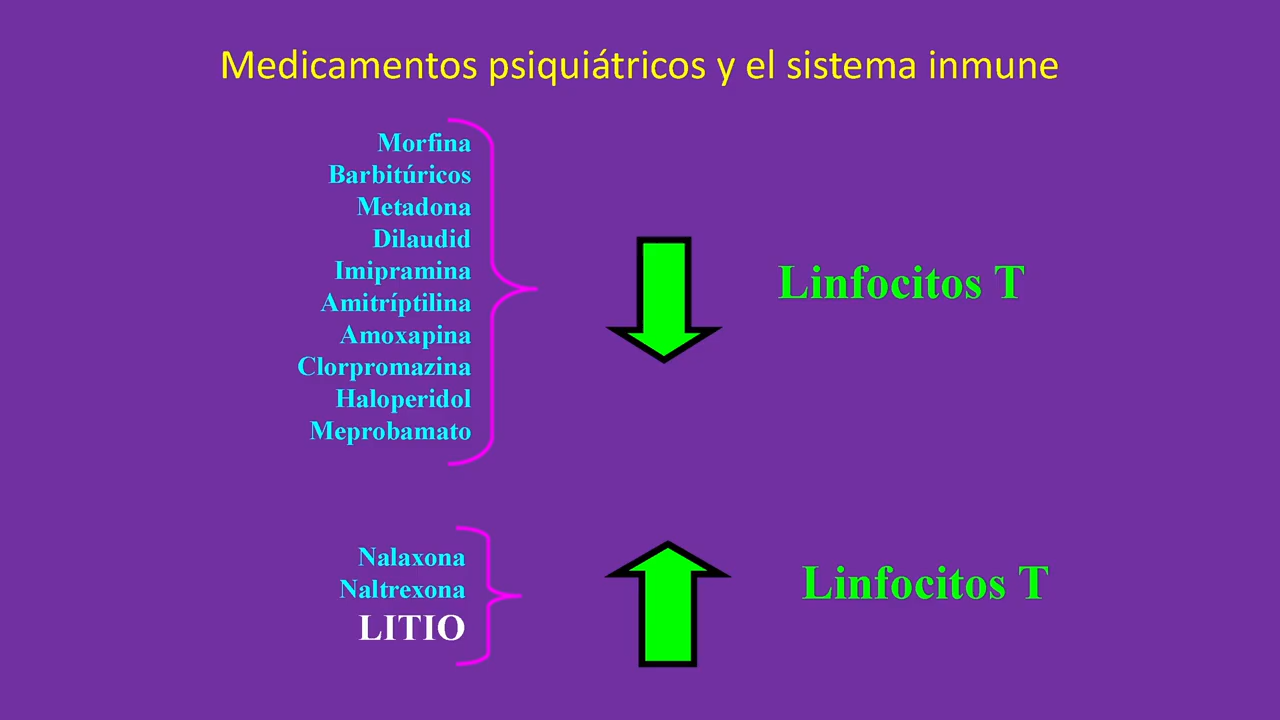 Medicamentos psiquiátricos y el sistema inmune
Morfina
Barbitúricos
Metadona
Dilaudid
Imipramina
Amitríptilina
Amoxapina
Clorpromazina
Haloperidol
Meprobamato
Linfocitos T
Nalaxona
Naltrexona
LITIO
Linfocitos T